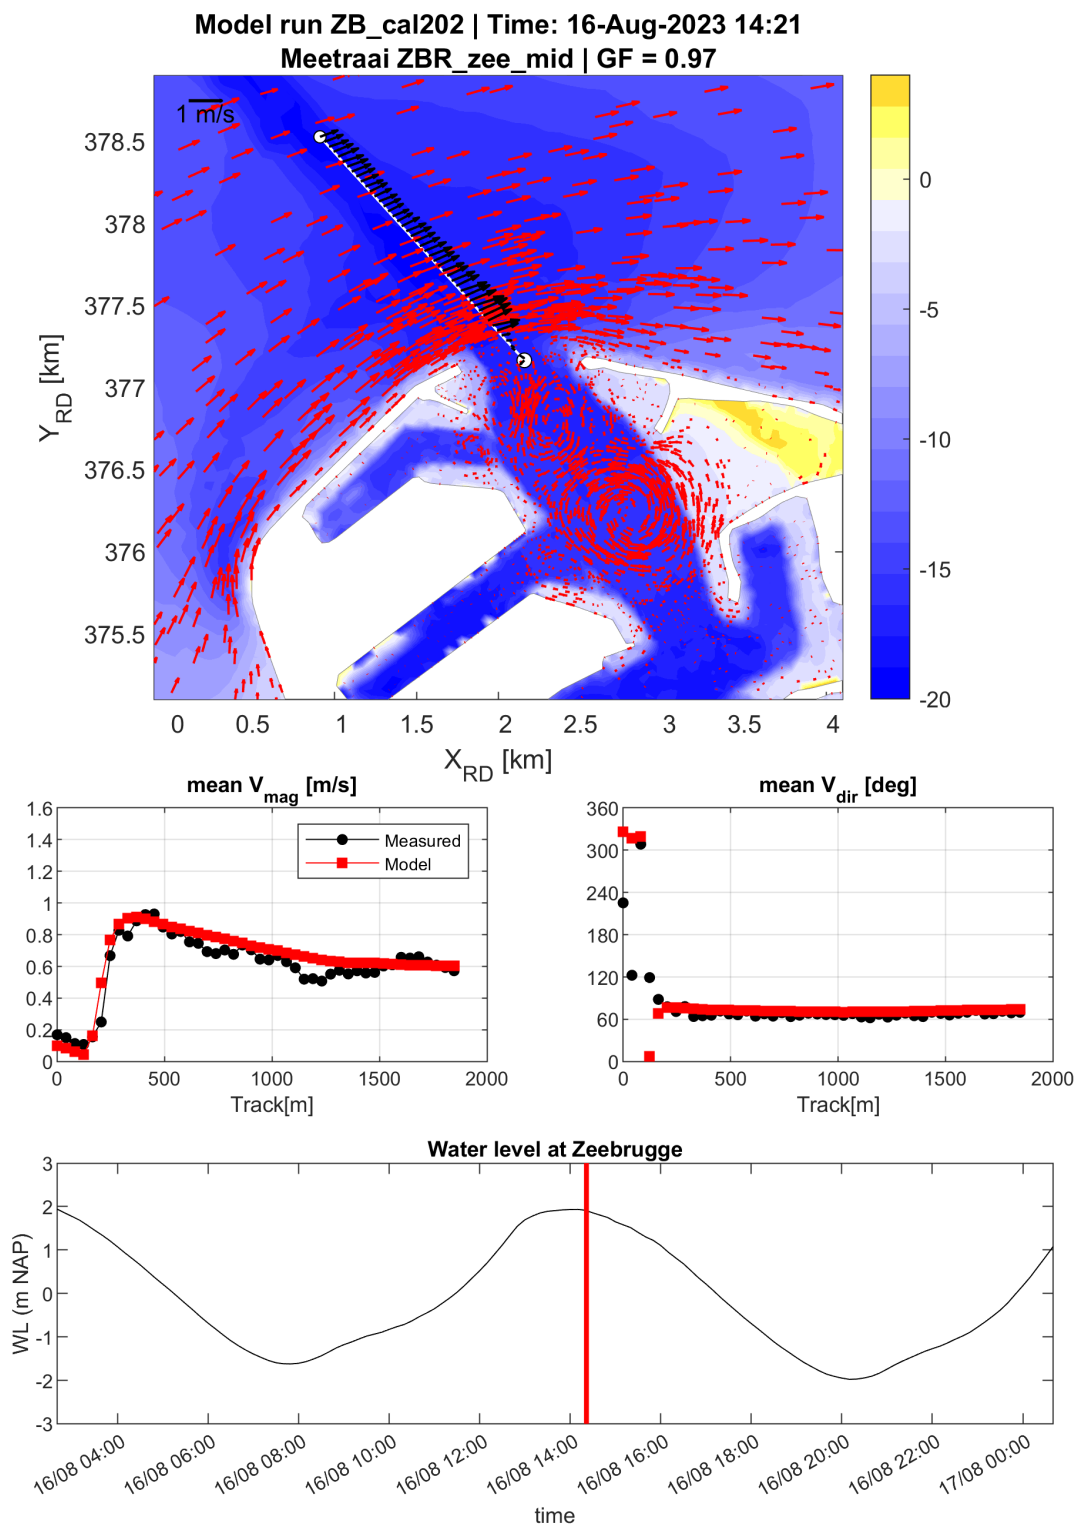 Model run ZB_cal202 | Time: 16-Aug-2023 14:21
Meetraai ZBR_zee_mid | GF = 0.97
1 m/s
378.5
378
377.5
377
376.5
376
375.5
Y_RD [km]
0 0.5 1 1.5 2 2.5 3 3.5 4
X_RD [km]
0
-5
-10
-15
-20
mean V_mag [m/s]
1.6
1.4
1.2
1
0.8
0.6
0.4
0.2
0
Measured
Model
0 500 1000 1500 2000
Track[m]
mean V_dir [deg]
360
300
240
180
120
60
0
0 500 1000 1500 2000
Track[m]
Water level at Zeebrugge
3
2
1
0
-1
-2
-3
WL (m NAP)
16/08 04:00 16/08 06:00 16/08 08:00 16/08 10:00 16/08 12:00 16/08 14:00 16/08 16:00 16/08 18:00 16/08 20:00 16/08 22:00 17/08 00:00
time